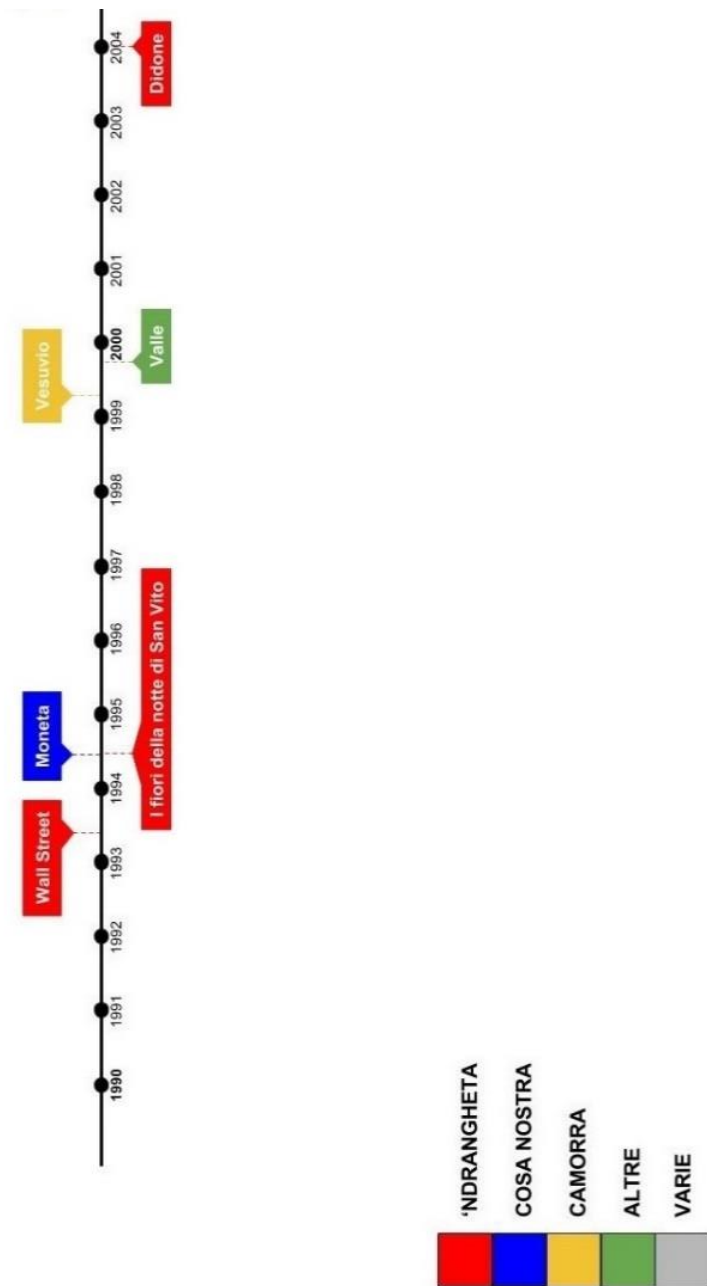 Wall Street
Moneta
Vesuvio
1990
1991
1992
1993
1994
1995
1996
1997
1998
1999
2000
2001
2002
2003
2004
I fiori della notte di San Vito
Valle
Didone
'NDRANGHETA
COSA NOSTRA
CAMORRA
ALTRE
VARIE